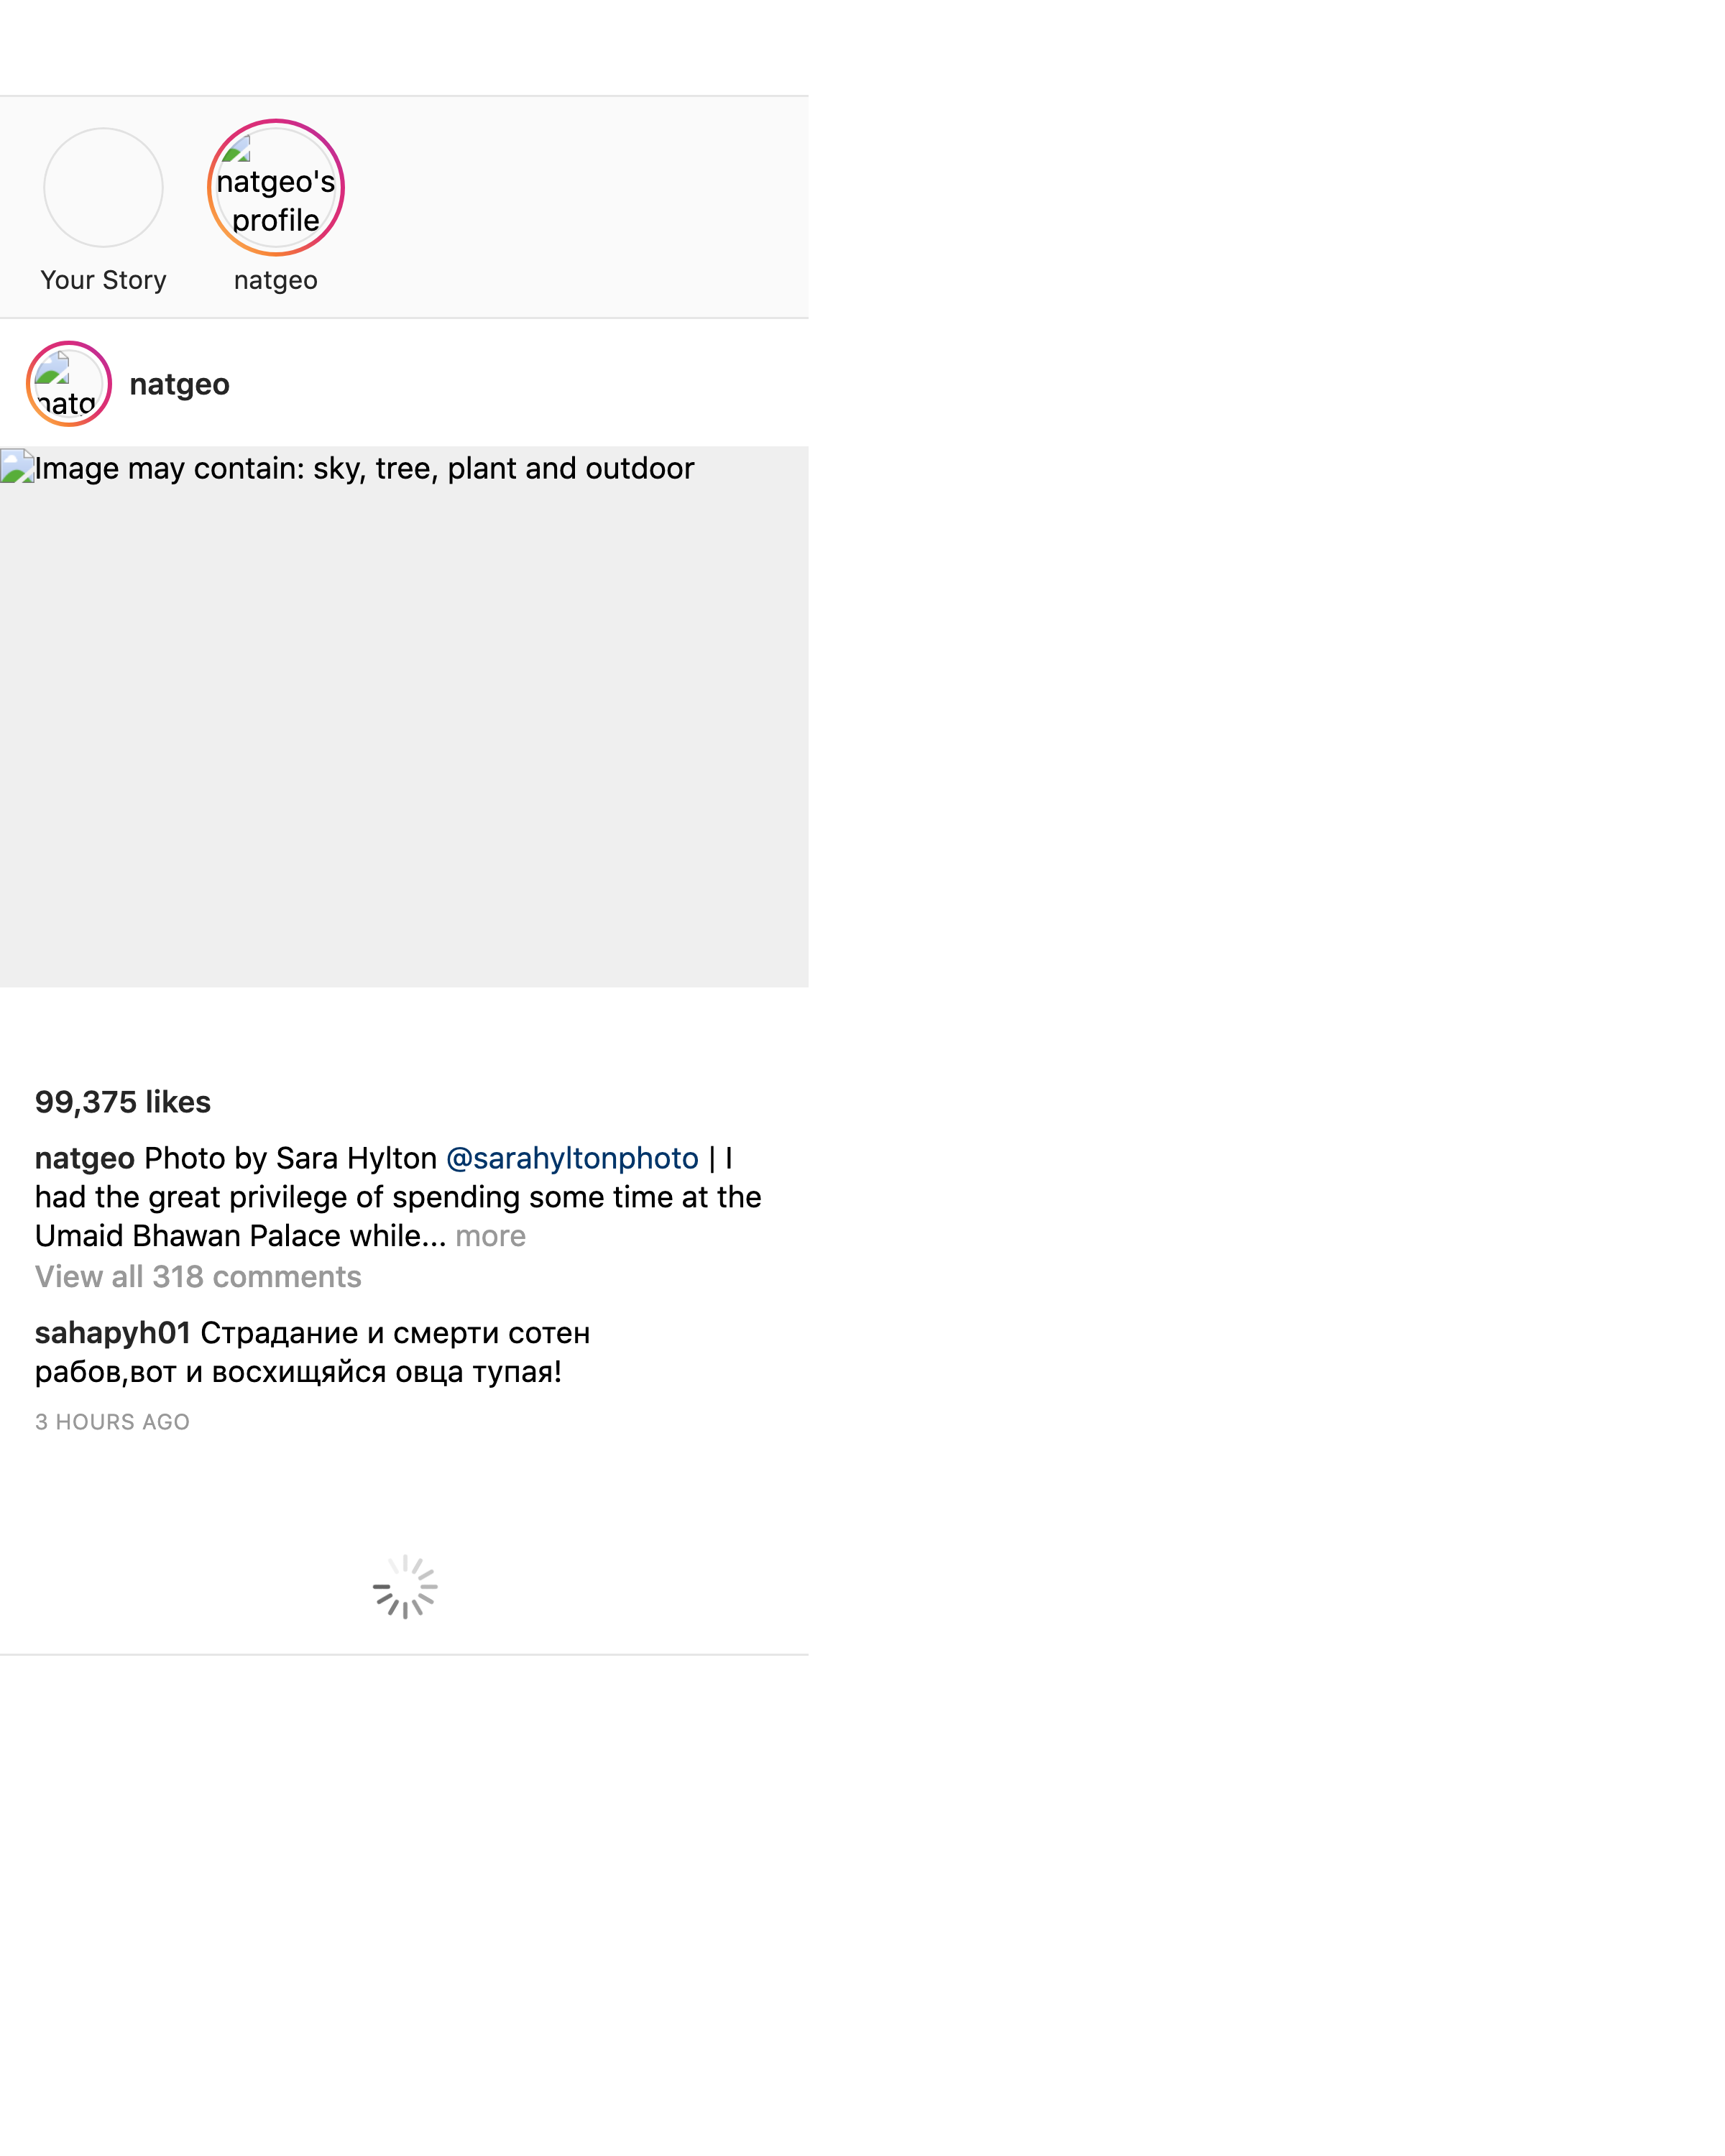 natgeo's
profile
Your Story
natgeo
natg
natgeo
Image may contain: sky, tree, plant and outdoor
99,375 likes
natgeo Photo by Sara Hylton @sarahyltonphoto | I
had the great privilege of spending some time at the
Umaid Bhawan Palace while... more
View all 318 comments
sahapyh01 Страдание и смерти сотен
рабов,вот и восхищяйся овца тупая!
3 HOURS AGO